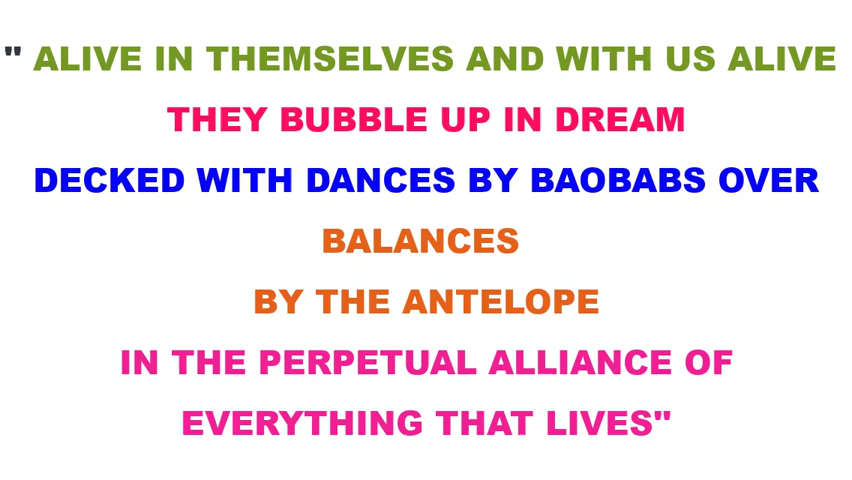 " ALIVE IN THEMSELVES AND WITH US ALIVE
THEY BUBBLE UP IN DREAM
DECKED WITH DANCES BY BAOBABS OVER
BALANCES
BY THE ANTELOPE
IN THE PERPETUAL ALLIANCE OF
EVERYTHING THAT LIVES"